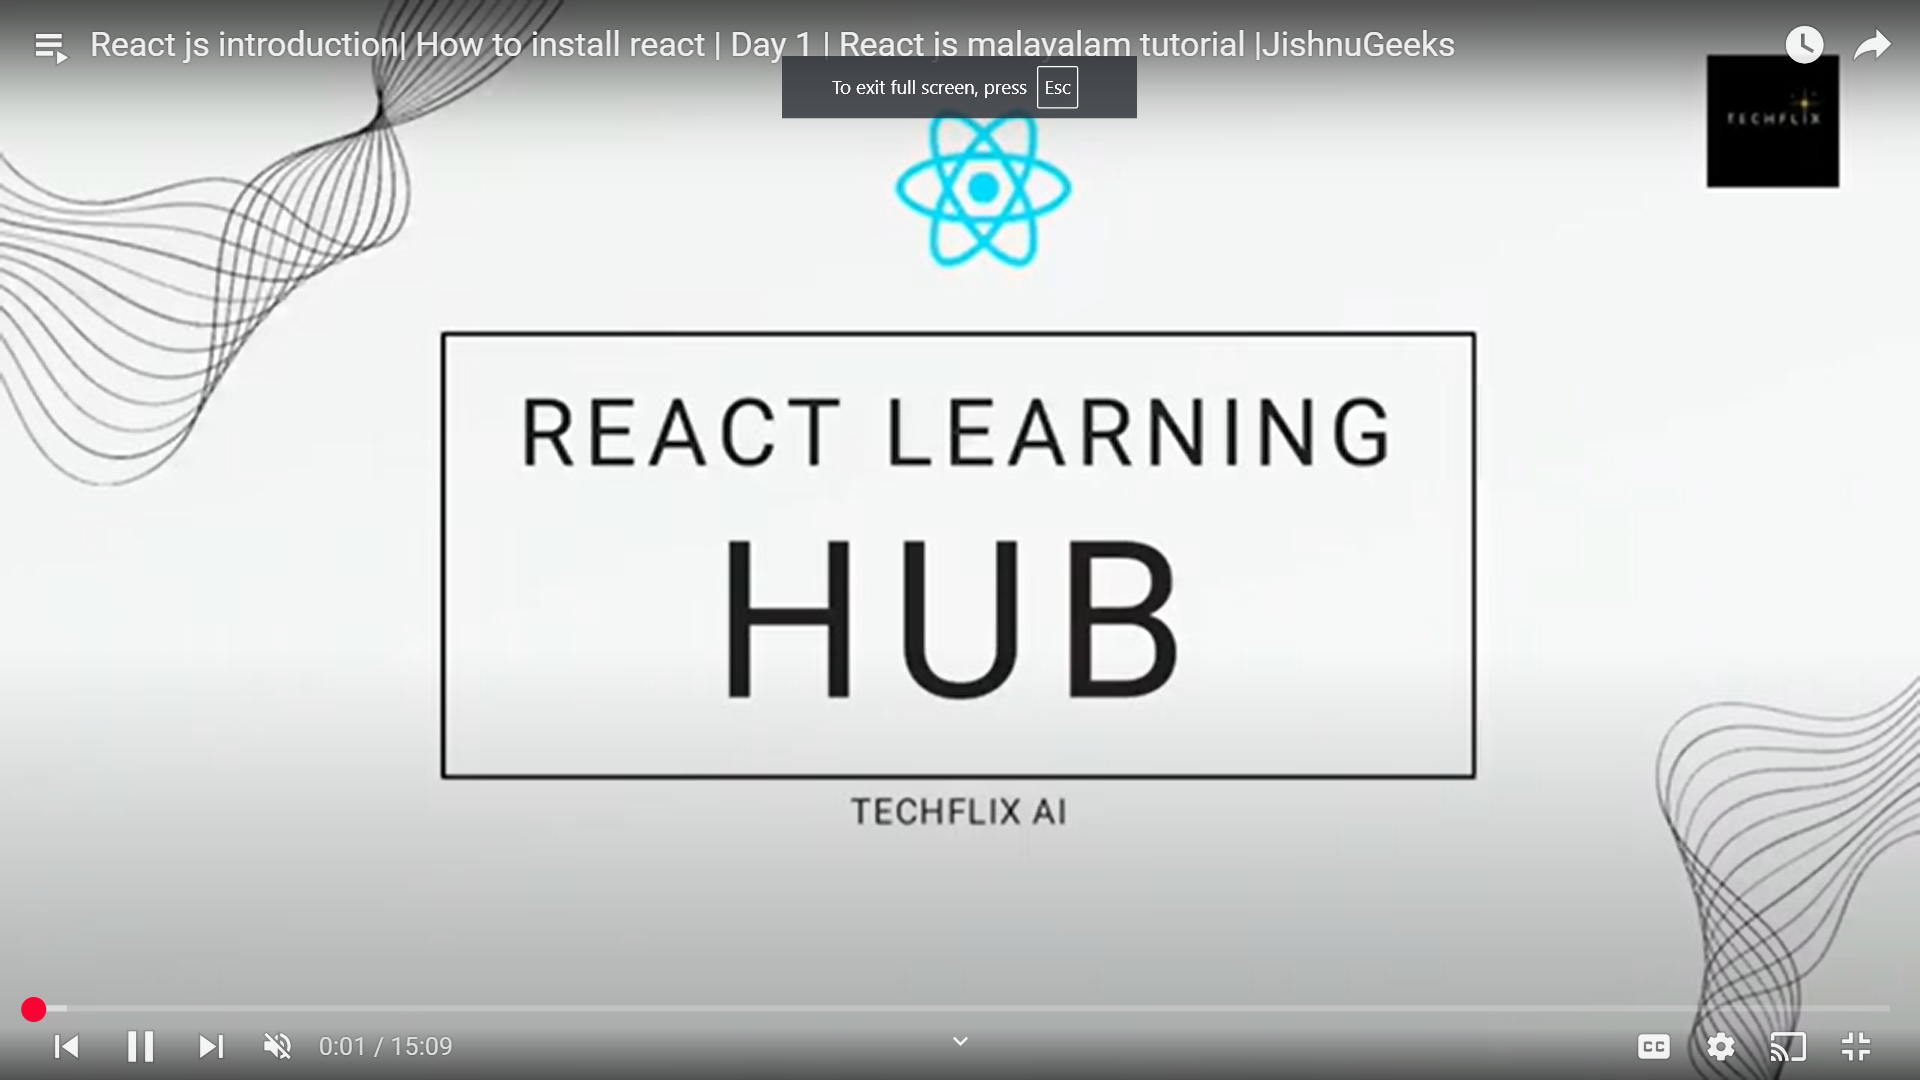 React js introduction| How to install react | Day 1 | React js malayalam tutorial |JishnuGeeks
To exit full screen, press Esc
TECHFLIX
REACT LEARNING
HUB
TECHFLIX AI
0:01 / 15:09
CC